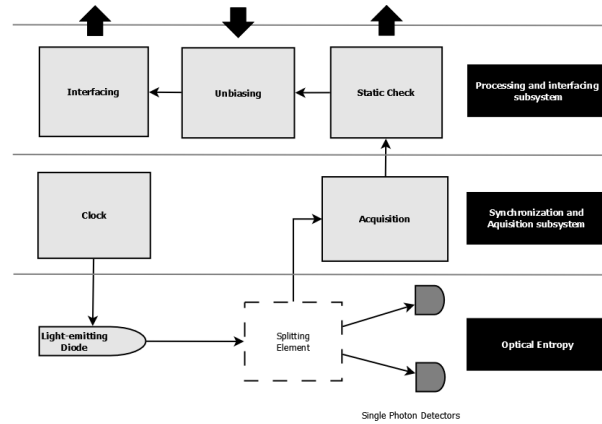 Interfacing
Unbiasing
Static Check
Processing and interfacing
subsystem
Clock
Acquisition
Synchronization and
Aquisition subsystem
Light-emitting
Diode
Splitting
Element
Optical Entropy
Single Photon Detectors